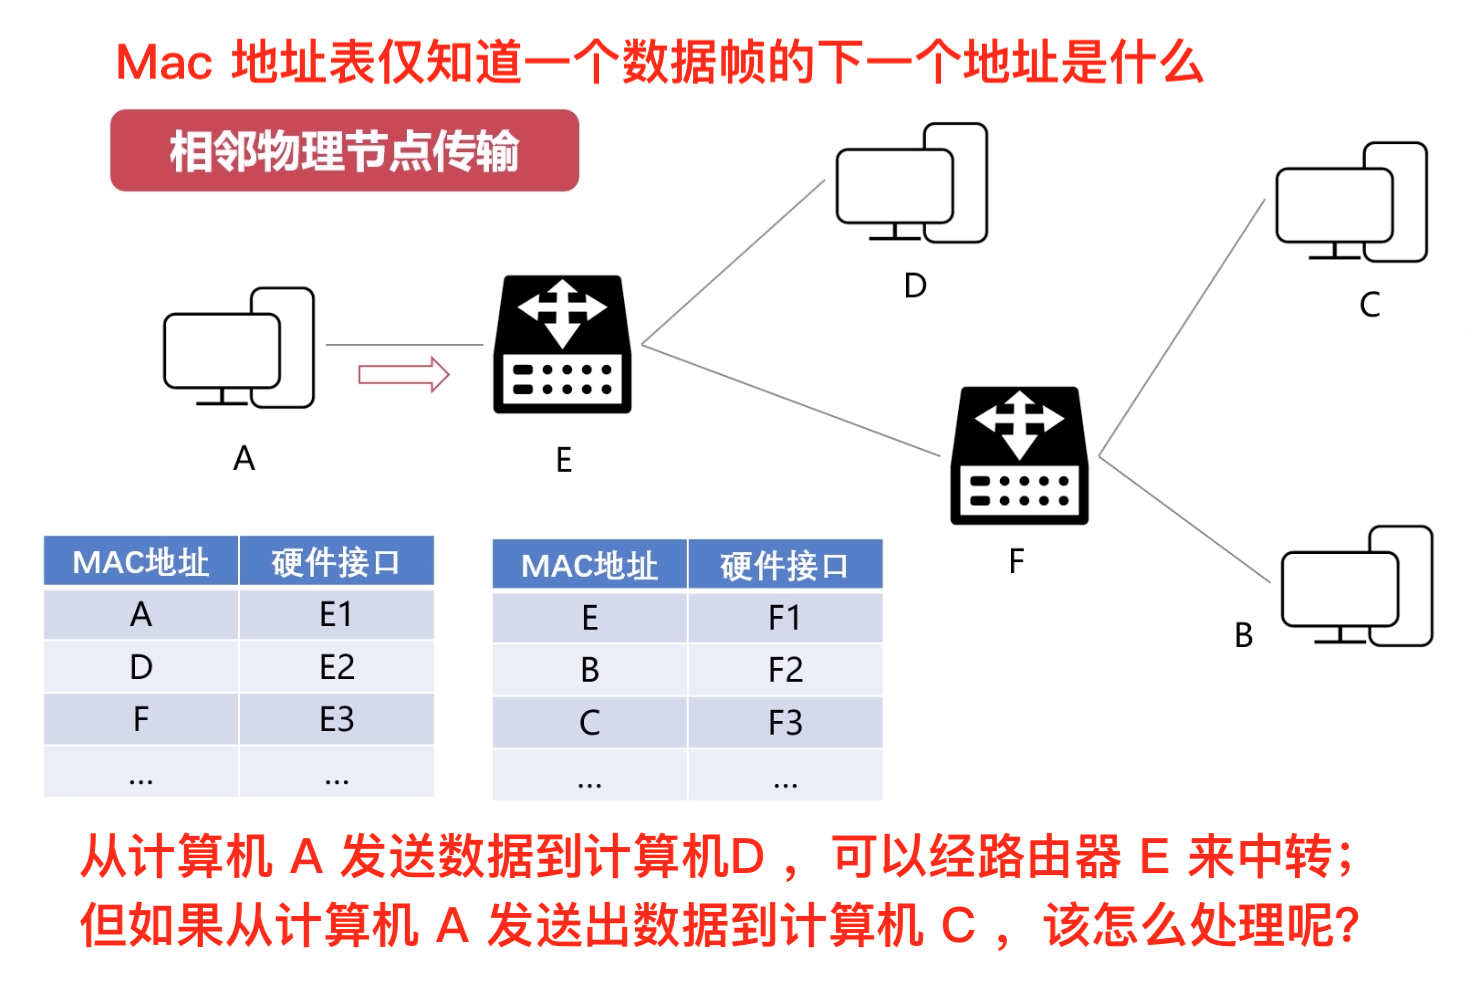 Mac 地址表仅知道一个数据帧的下一个地址是什么
相邻物理节点传输
D
C
A
E
F
B
MAC地址 硬件接口
A E1
D E2
F E3
... ...
MAC地址 硬件接口
E F1
B F2
C F3
... ...
从计算机 A 发送数据到计算机D ，可以经路由器 E 来中转；
但如果从计算机 A 发送出数据到计算机 C ，该怎么处理呢？